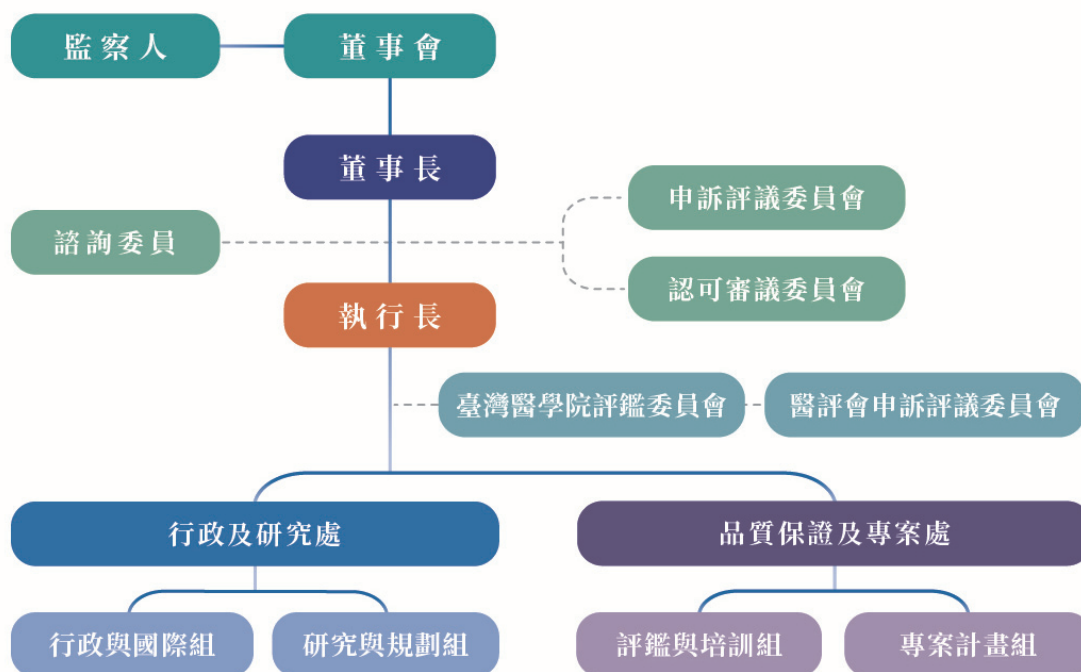 監察人
董事會
董事長
申訴評議委員會
諮詢委員
認可審議委員會
執行長
臺灣醫學院評鑑委員會
醫評會申訴評議委員會
行政及研究處
品質保證及專案處
行政與國際組
研究與規劃組
評鑑與培訓組
專案計畫組